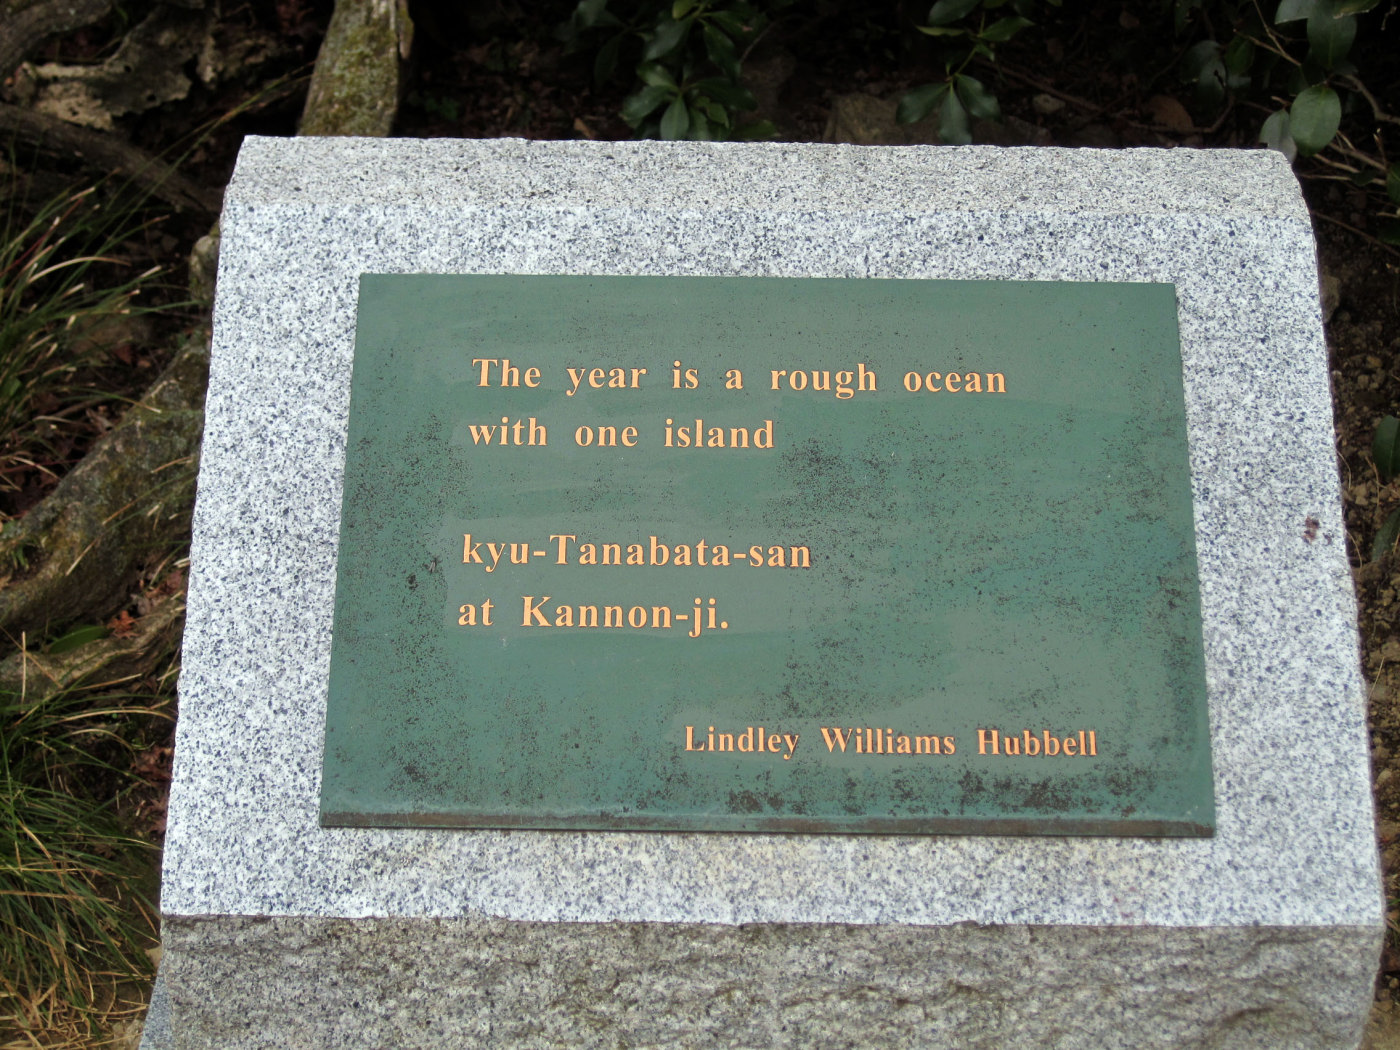 The year is a rough ocean
with one island
kyu-Tanabata-san
at Kannon-ji.
Lindley Williams Hubbell